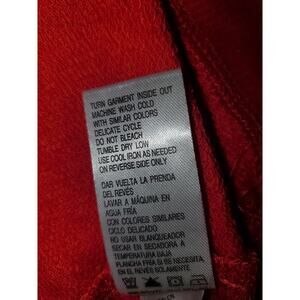 TURN GARMENT INSIDE OUT
MACHINE WASH COLD
WITH SIMILAR COLORS
DELICATE CYCLE
DO NOT BLEACH
TUMBLE DRY LOW
USE COOL IRON AS NEEDED
ON REVERSE SIDE ONLY
DAR VUELTA LA PRENDA
DEL REVÉS
LAVAR A MÁQUINA EN
AGUA FRÍA
CON COLORES SIMILARES
CICLO DELICADO
NO USAR BLANQUEADOR
SECAR EN SECADORA A
TEMPERATURA BAJA
PLANCHA FRÍA SI SE NECESITA,
EN EL REVÉS SOLAMENTE